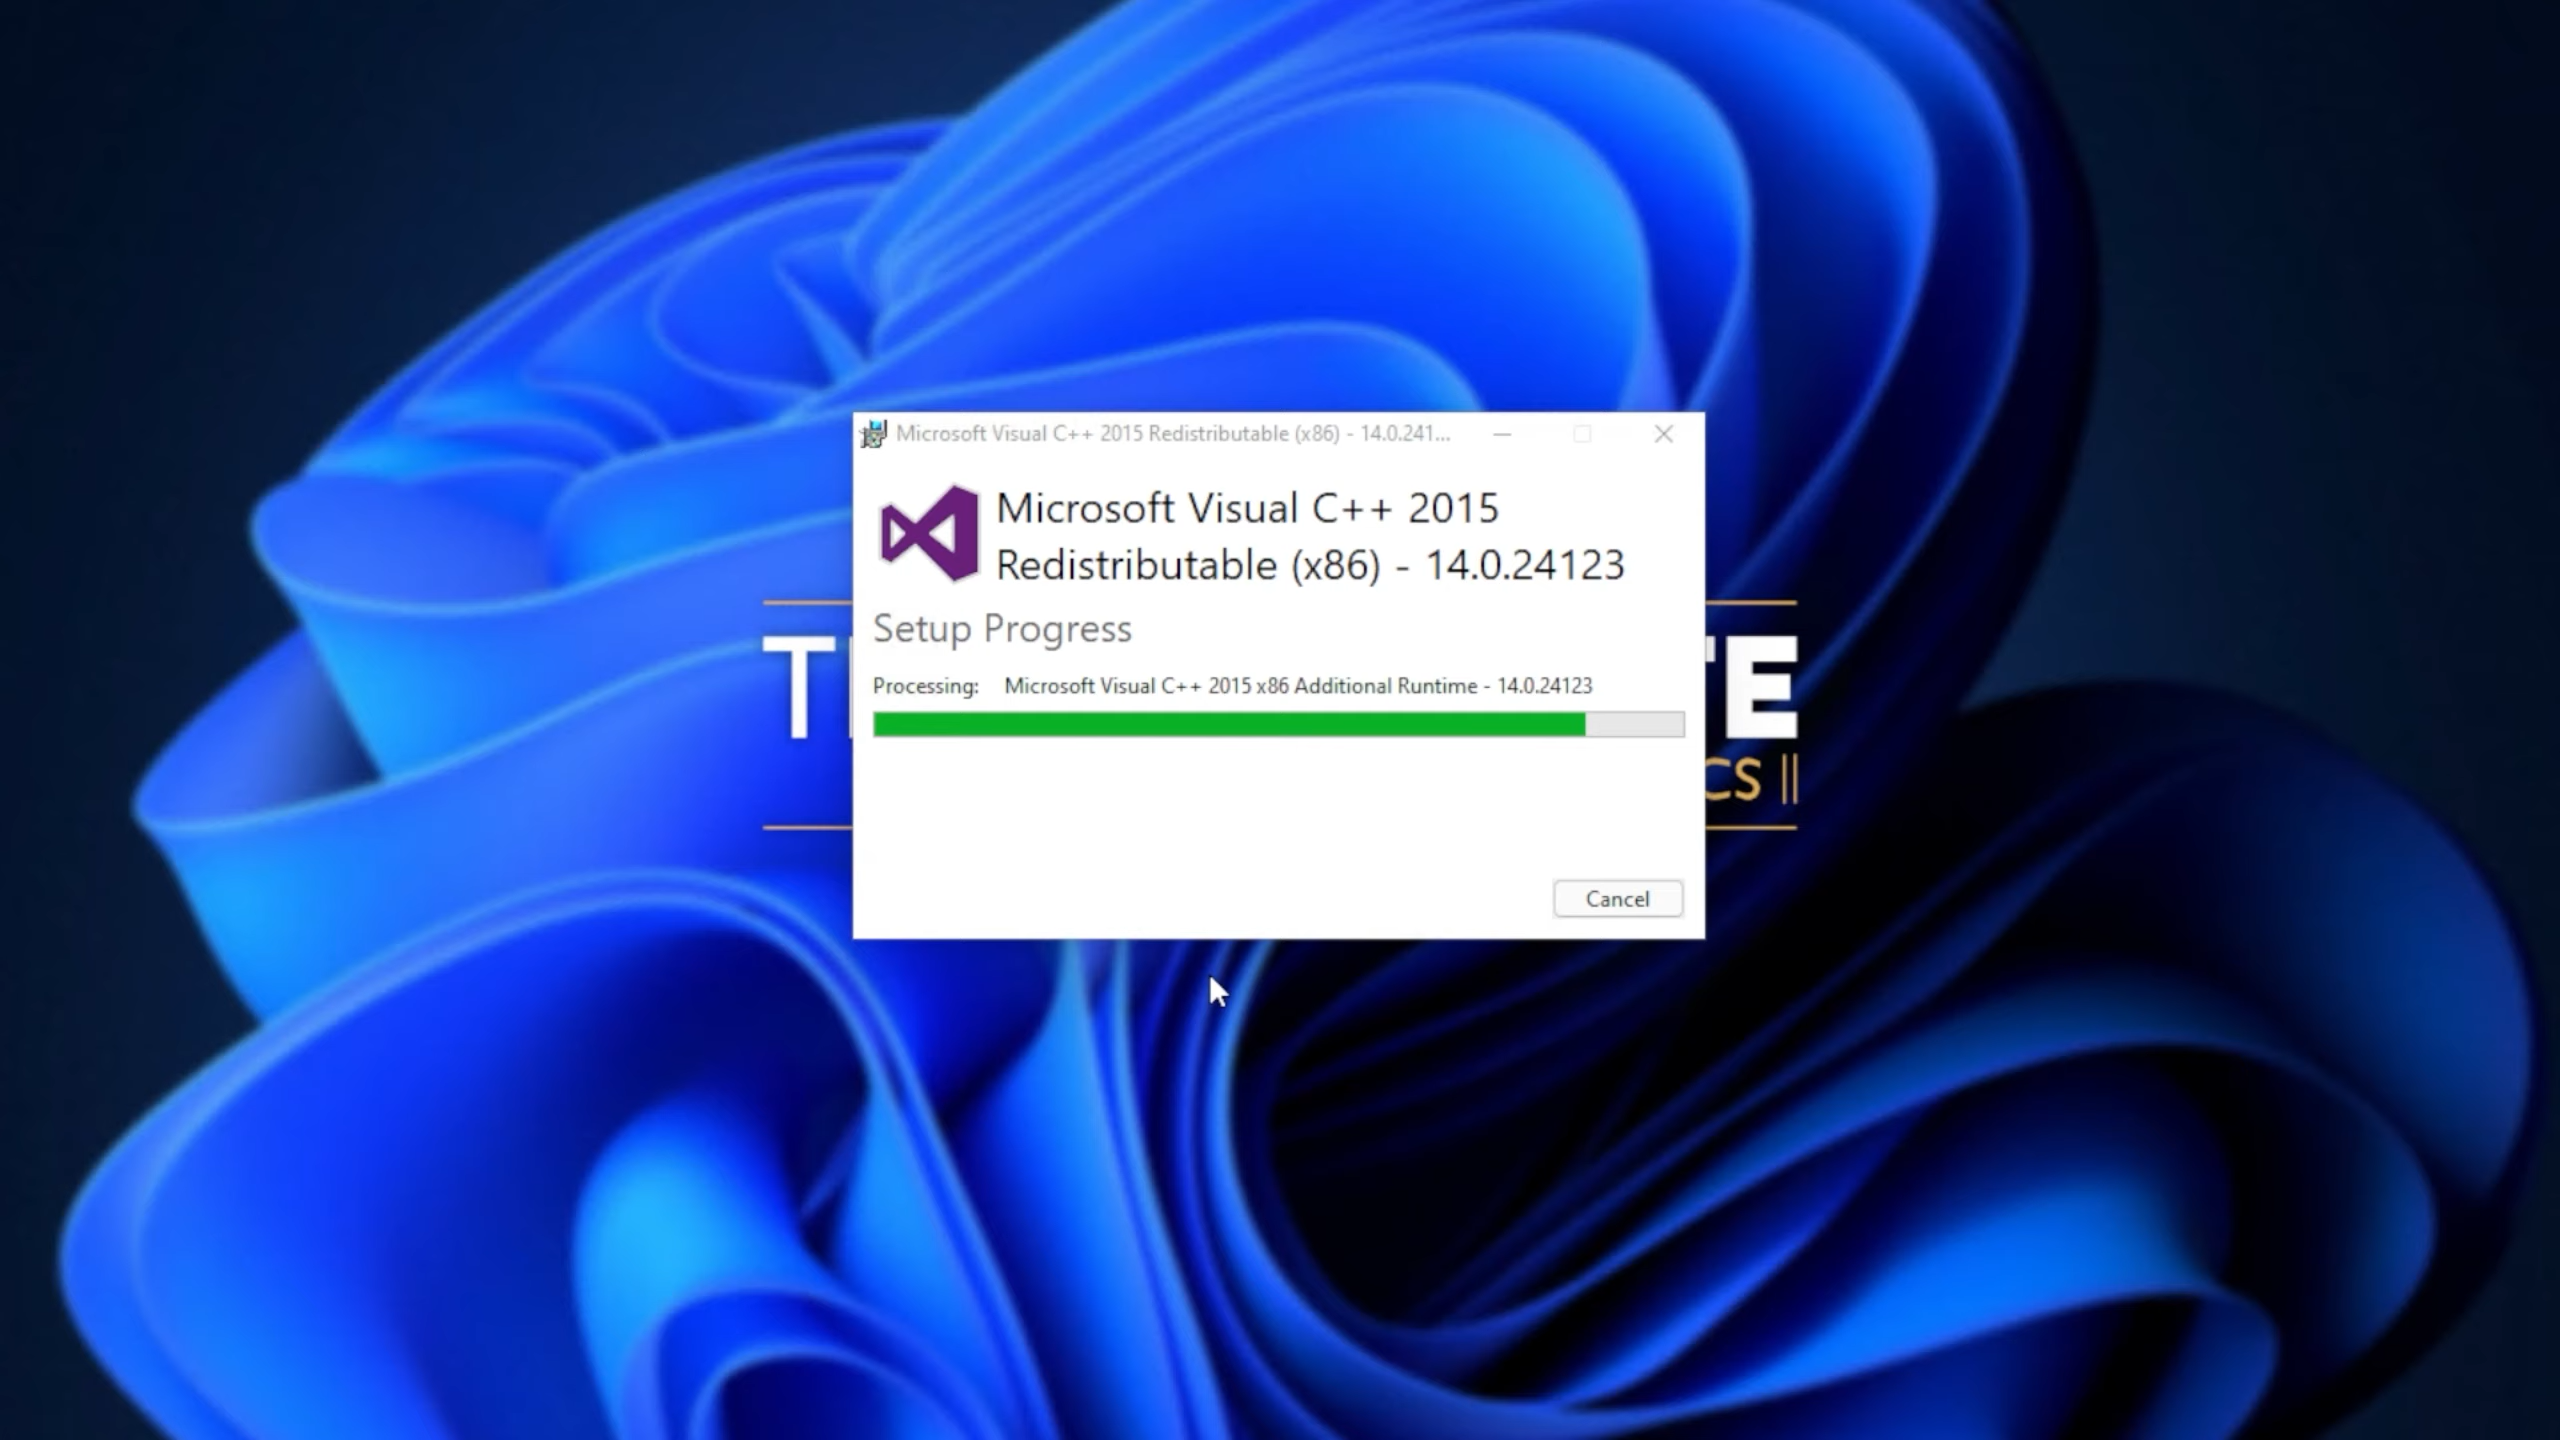 Microsoft Visual C++ 2015 Redistributable (x86) - 14.0.241...
Microsoft Visual C++ 2015
Redistributable (x86) - 14.0.24123
Setup Progress
Processing: Microsoft Visual C++ 2015 x86 Additional Runtime - 14.0.24123
Cancel